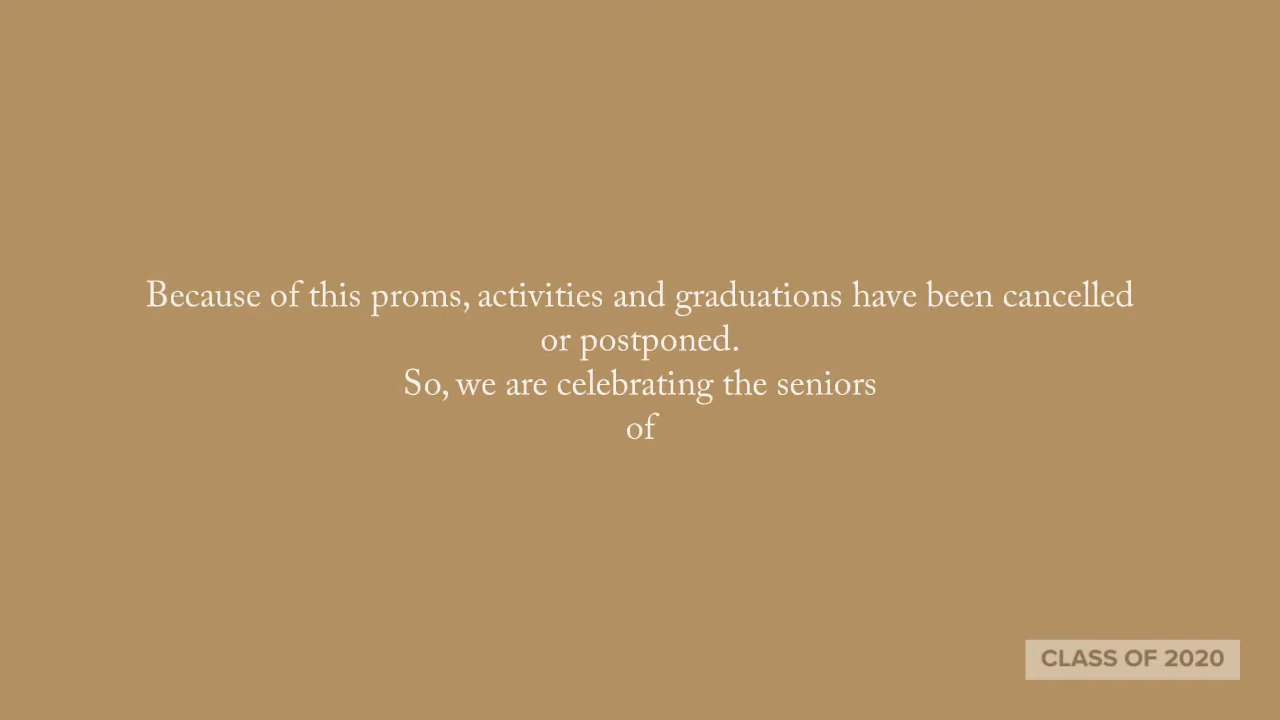 Because of this proms, activities and graduations have been cancelled
or postponed.
So, we are celebrating the seniors
of
CLASS OF 2020